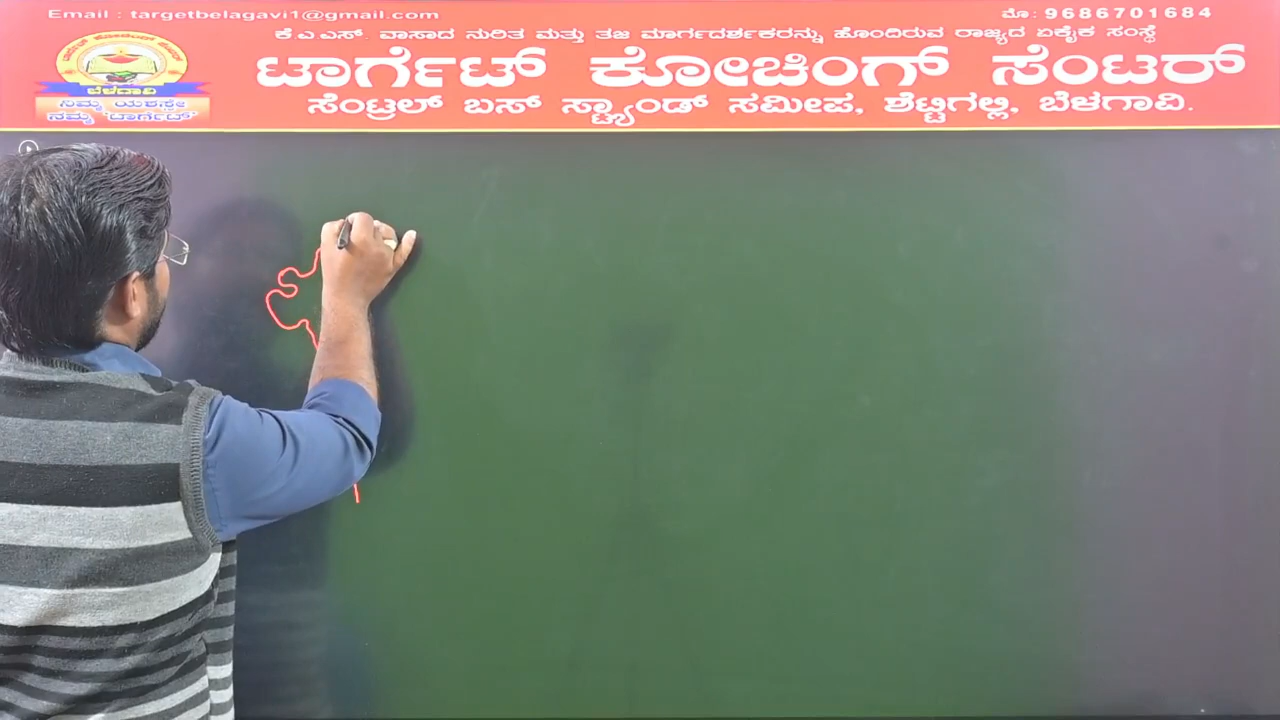 Email : targetbelagavi1@gmail.com
ಮೊ: 9686701684
ಕೆ ಎ ಎಸ್. ವಾಸಾದ ನುರಿತ ಮತ್ತು ತಜ್ಞ ಮಾರ್ಗದರ್ಶಕರನ್ನು ಹೊಂದಿರುವ ರಾಜ್ಯದ ಏಕೈಕ ಸಂಸ್ಥೆ
ಟಾರ್ಗೆಟ್ ಕೋಚಿಂಗ್ ಸೆಂಟರ್
ಸೆಂಟ್ರಲ್ ಬಸ್ ಸ್ಟ್ಯಾಂಡ್ ಸಮೀಪ, ಶೆಟ್ಟಿಗಲ್ಲಿ, ಬೆಳಗಾವಿ.
ಟಾರ್ಗೆಟ್ ಕೋಚಿಂಗ್ ಸೆಂಟರ್
ಬೆಳಗಾವಿ
ನಿಮ್ಮ ಯಶಸ್ಸೇ
ನಮ್ಮ 'ಟಾರ್ಗೆಟ್'